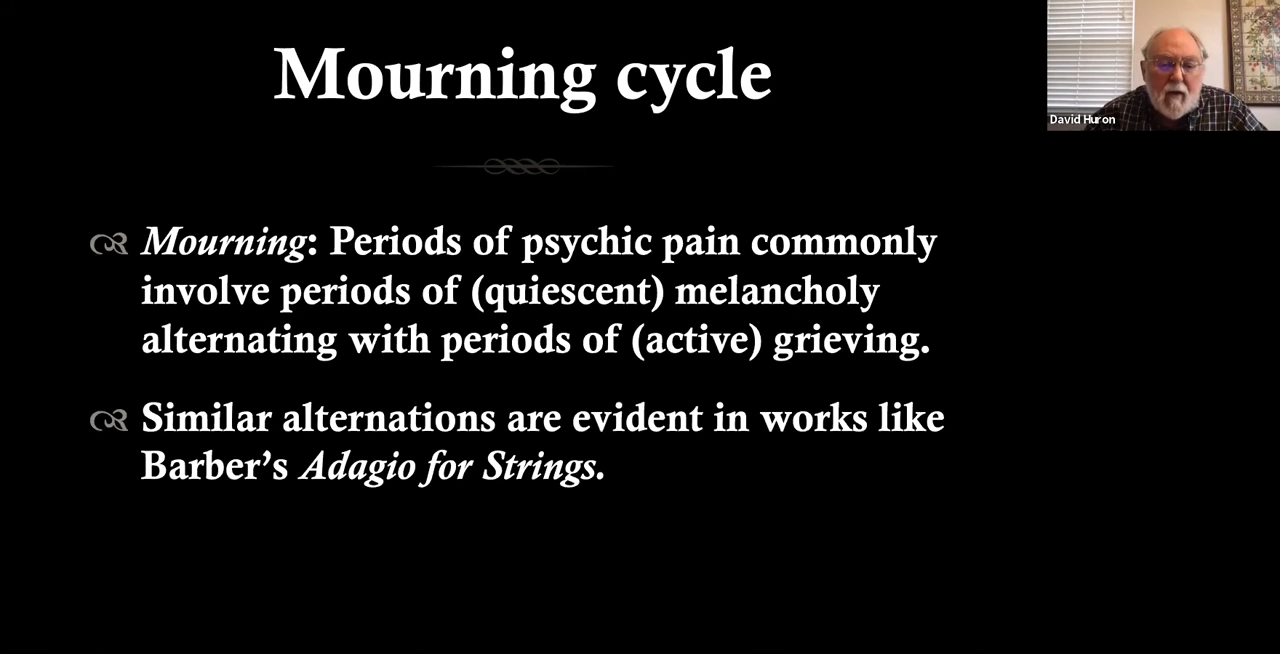 Mourning cycle
David Huron
Mourning: Periods of psychic pain commonly
involve periods of (quiescent) melancholy
alternating with periods of (active) grieving.
Similar alternations are evident in works like
Barber’s Adagio for Strings.